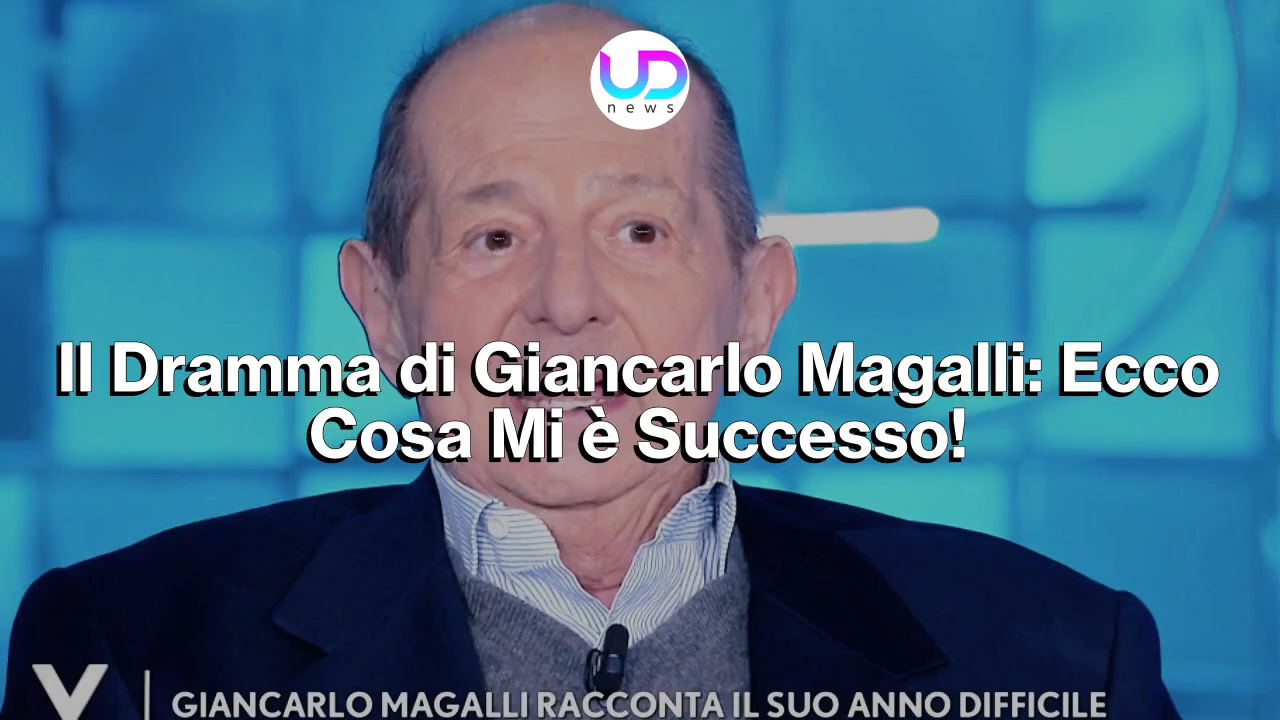 UD
news
Il Dramma di Giancarlo Magalli: Ecco
Cosa Mi è Successo!
V
GIANCARLO MAGALLI RACCONTA IL SUO ANNO DIFFICILE